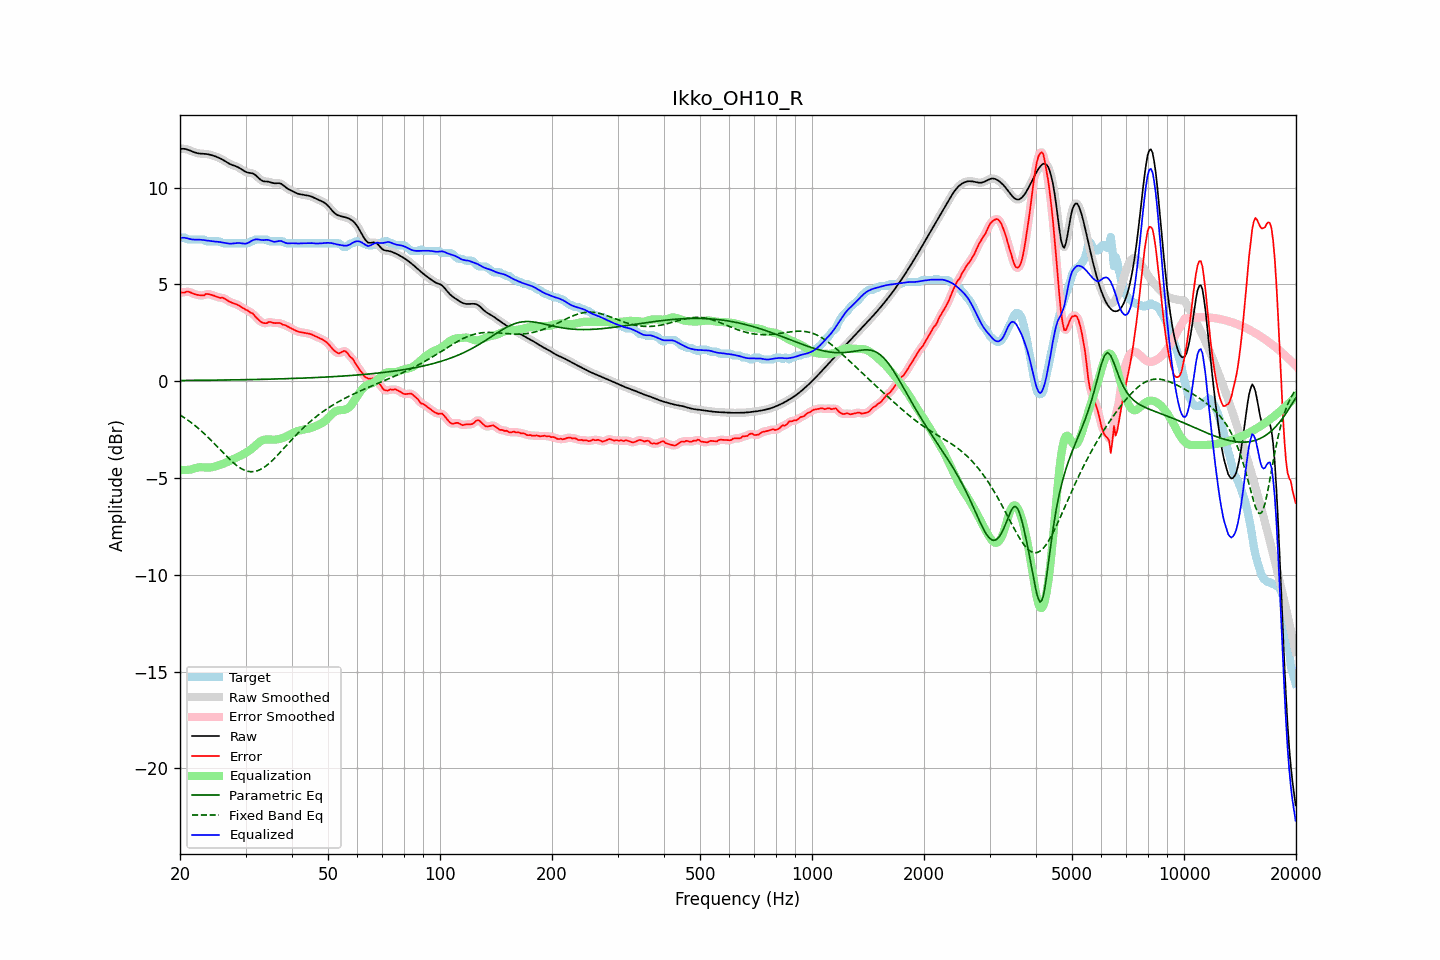 Ikko_OH10_R
Amplitude (dBr)
10
5
0
−5
−10
−15
−20
Target
Raw Smoothed
Error Smoothed
Raw
Error
Equalization
Parametric Eq
Fixed Band Eq
Equalized
20 50 100 200 500 1000 2000 5000 10000 20000
Frequency (Hz)